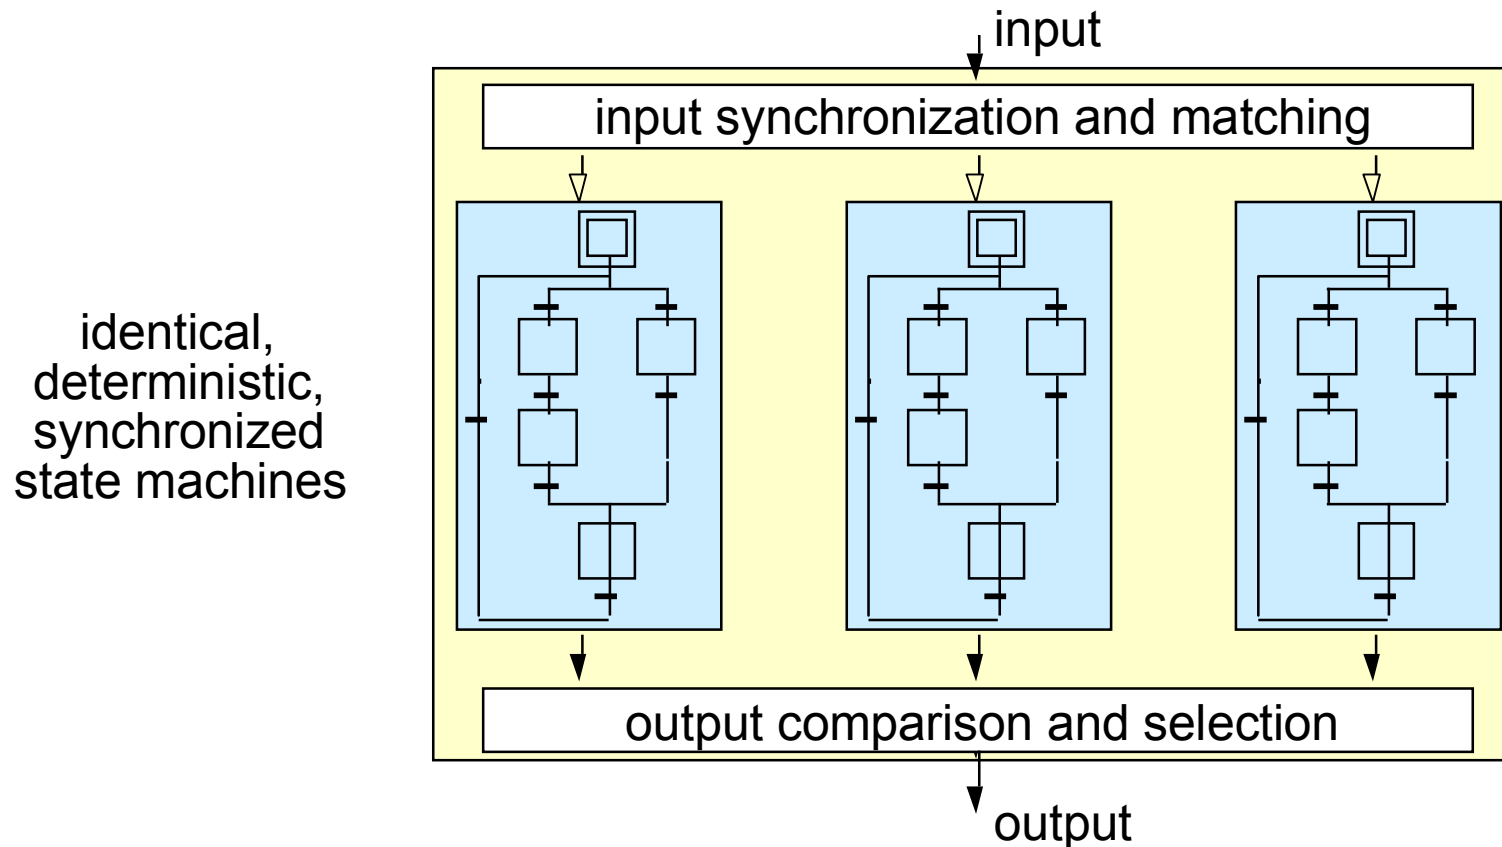 input
input synchronization and matching
identical,
deterministic,
synchronized
state machines
output comparison and selection
output